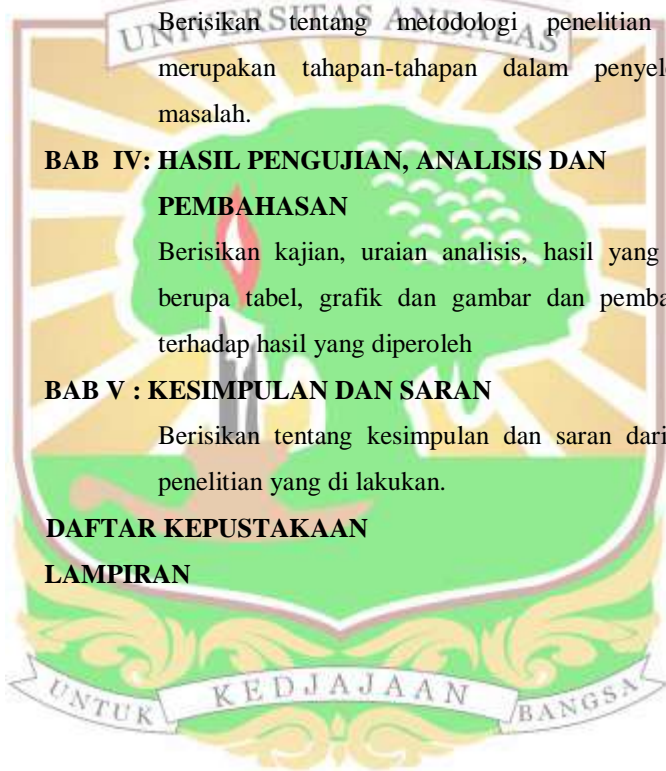 UNIVERSITAS ANDALAS
Berisikan tentang metodologi penelitian
merupakan tahapan-tahapan dalam
masalah.
BAB IV: HASIL PENGUJIAN, ANALISIS DAN
PEMBAHASAN
Berisikan kajian, uraian analisis, hasil yang
berupa tabel, grafik dan gambar dan
terhadap hasil yang diperoleh
BAB V : KESIMPULAN DAN SARAN
Berisikan tentang kesimpulan dan saran dari
penelitian yang di lakukan.
DAFTAR KEPUSTAKAAN
LAMPIRAN
UNTUK KEDJAJAAN BANGSA